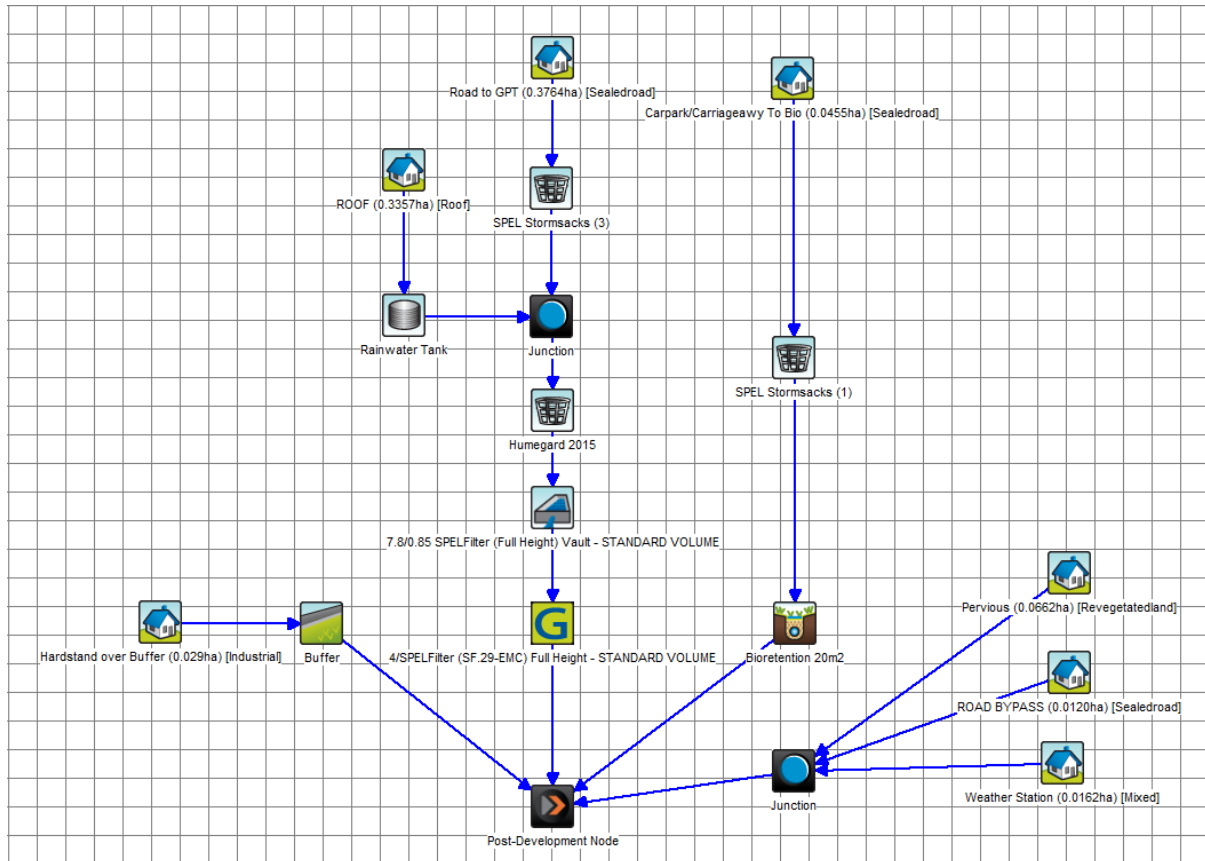 Road to GPT (0.3764ha) [Sealedroad]
Carpark/Carriageawy To Bio (0.0455ha) [Sealedroad]
ROOF (0.3357ha) [Roof]
SPEL Stormsacks (3)
Rainwater Tank
Junction
SPEL Stormsacks (1)
Humegard 2015
7.8/0.85 SPELFilter (Full Height) Vault - STANDARD VOLUME
Pervious (0.0662ha) [Revegetatedland]
G
Hardstand over Buffer (0.029ha) [Industrial]
Buffer
4/SPELFilter (SF.29-EMC) Full Height - STANDARD VOLUME
Bioretention 20m2
ROAD BYPASS (0.0120ha) [Sealedroad]
Junction
Weather Station (0.0162ha) [Mixed]
Post-Development Node